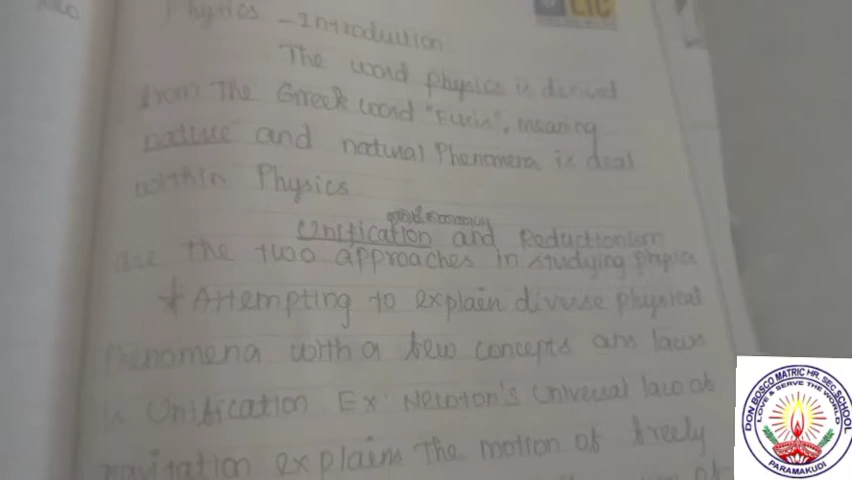 Physics - Introduction
The word physics is derived
from The Greek word "Fusis", meaning
nature and natural Phenomena is deal
within Physics
Unification and Reductionism
are the two approaches in studying physics
* Attempting to explain diverse physical
Phenomena with a few concepts ans laws
Unification Ex' Newton's Universal law of
gravitation explains The motion of freely
LIC
DON BOSCO MATRIC HR. SEC. SCHOOL
LOVE & SERVE THE WORLD
PARAMAKUDI